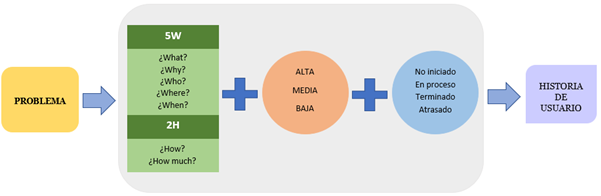 PROBLEMA
5W
¿What?
¿Why?
¿Who?
¿Where?
¿When?
2H
¿How?
¿How much?
ALTA
MEDIA
BAJA
No iniciado
En proceso
Terminado
Atrasado
HISTORIA
DE
USUARIO